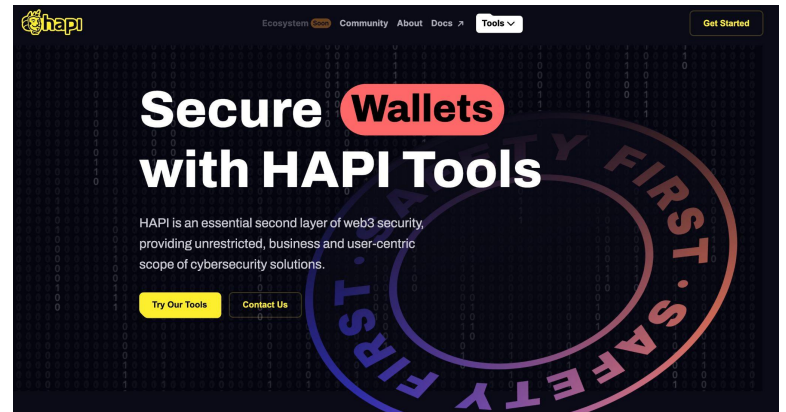 hapi
Ecosystem Soon Community About Docs ↗ Tools
Get Started
Secure Wallets
with HAPI Tools
HAPI is an essential second layer of web3 security,
providing unrestricted, business and user-centric
scope of cybersecurity solutions.
Try Our Tools Contact Us
SAFETY FIRST · SAFETY FIRST ·